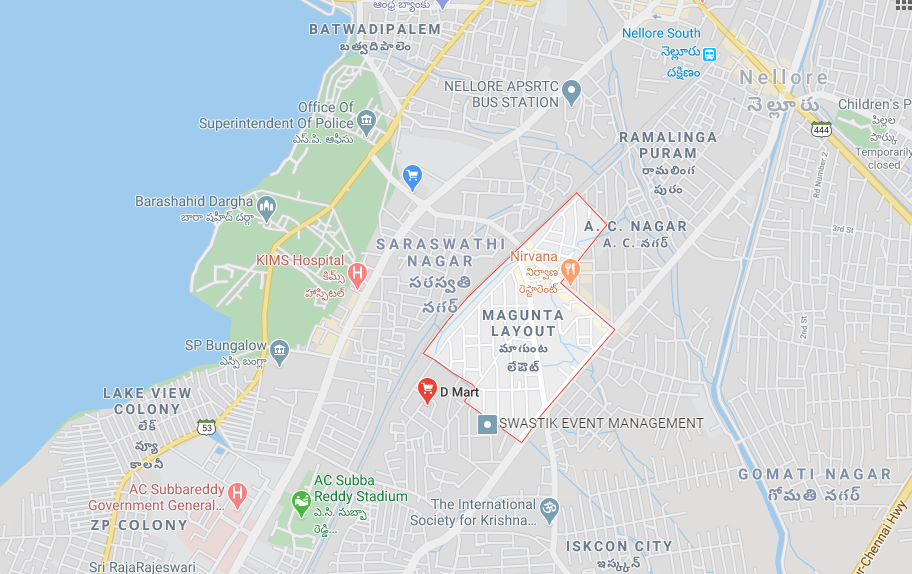 ఆంధ్ర బ్యాంకు
BATWADIPALEM
బత్వదిపాలెం
Nellore South
నెల్లూరు
దక్షిణం
NELLORE APSRTC
BUS STATION
Nellore
నెల్లూరు
Office Of
Superintendent Of Police
ఎస్.పి. ఆఫీసు
Children's P
పిల్లల
పార్కు
Temporarily
closed
444
RAMALINGA
PURAM
రామలింగ
పురం
Rd Number 2
Barashahid Dargha
బారా షహీద్ దర్గా
A. C. NAGAR
A. C. నగర్
3rd St
SARASWATHI
NAGAR
సరస్వతి
నగర్
KIMS Hospital
కిమ్స్
హాస్పిటల్
Nirvana
నిర్వాణ
రెస్టారెంట్
MAGUNTA
LAYOUT
మాగుంట
లేఔట్
2nd St
SP Bungalow
ఎస్పి బంగ్లా
D Mart
LAKE VIEW
COLONY
లేక్
వ్యూ
కాలనీ
53
SWASTIK EVENT MANAGEMENT
GOMATI NAGAR
గోమతి నగర్
AC Subba
Reddy Stadium
ఎ.సి. సుబ్బా
రెడ్డి...
AC Subbareddy
Government General...
ZP COLONY
The International
Society for Krishna...
ISKCON CITY
ఇస్కన్
Sri RajaRajeswari
ur-Chennai Hwy